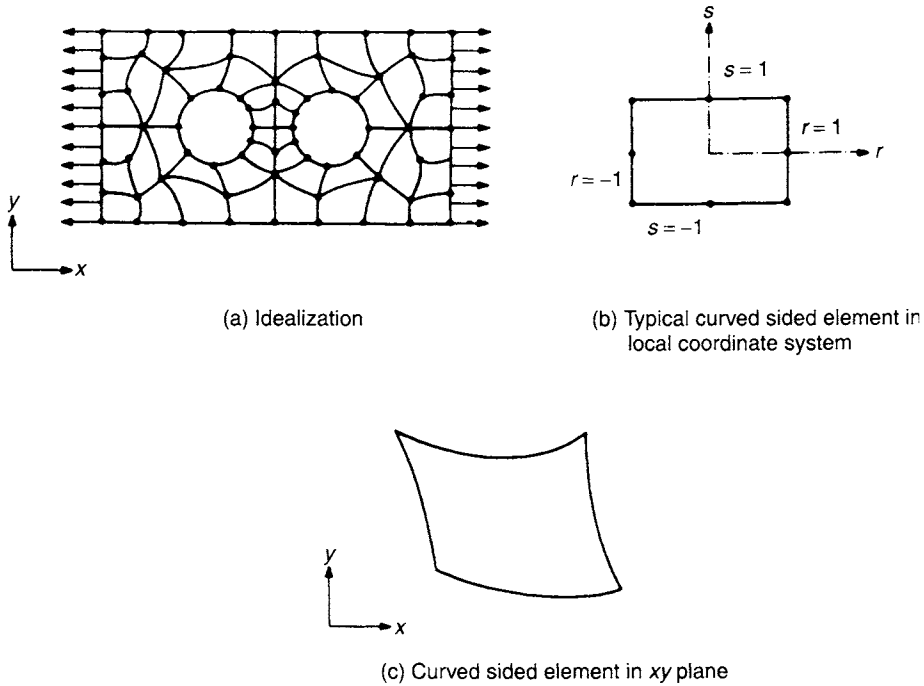 y
x
(a) Idealization
s
s = 1
r = 1
r
r = −1
s = −1
(b) Typical curved sided element in
local coordinate system
y
x
(c) Curved sided element in xy plane